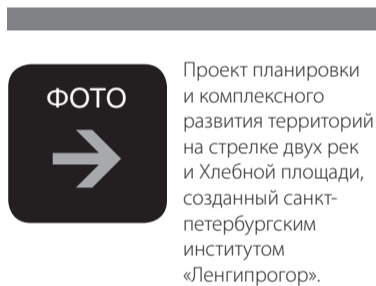 ФОТО
Проект планировки
и комплексного
развития территорий
на стрелке двух рек
и Хлебной площади,
созданный санкт-
петербургским
институтом
«Ленгипрогор».